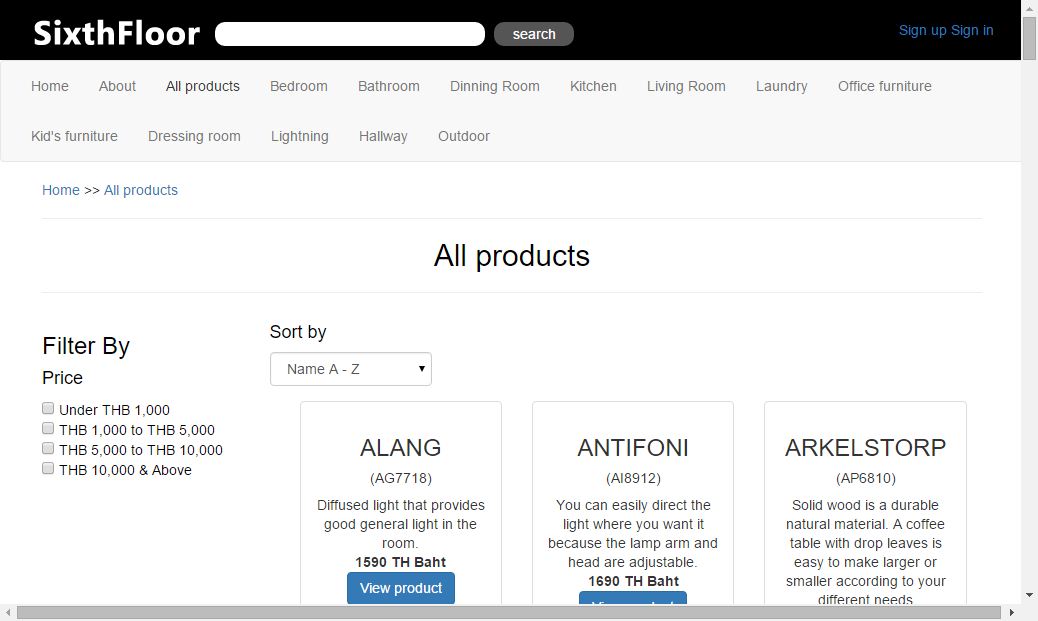 SixthFloor
search
Sign up Sign in
Home About All products Bedroom Bathroom Dinning Room Kitchen Living Room Laundry Office furniture
Kid's furniture Dressing room Lightning Hallway Outdoor
Home >> All products
All products
Filter By
Price
Under THB 1,000
THB 1,000 to THB 5,000
THB 5,000 to THB 10,000
THB 10,000 & Above
Sort by
Name A - Z
ALANG
(AG7718)
Diffused light that provides
good general light in the
room.
1590 TH Baht
View product
ANTIFONI
(AI8912)
You can easily direct the
light where you want it
because the lamp arm and
head are adjustable.
1690 TH Baht
View product
ARKELSTORP
(AP6810)
Solid wood is a durable
natural material. A coffee
table with drop leaves is
easy to make larger or
smaller according to your
different needs